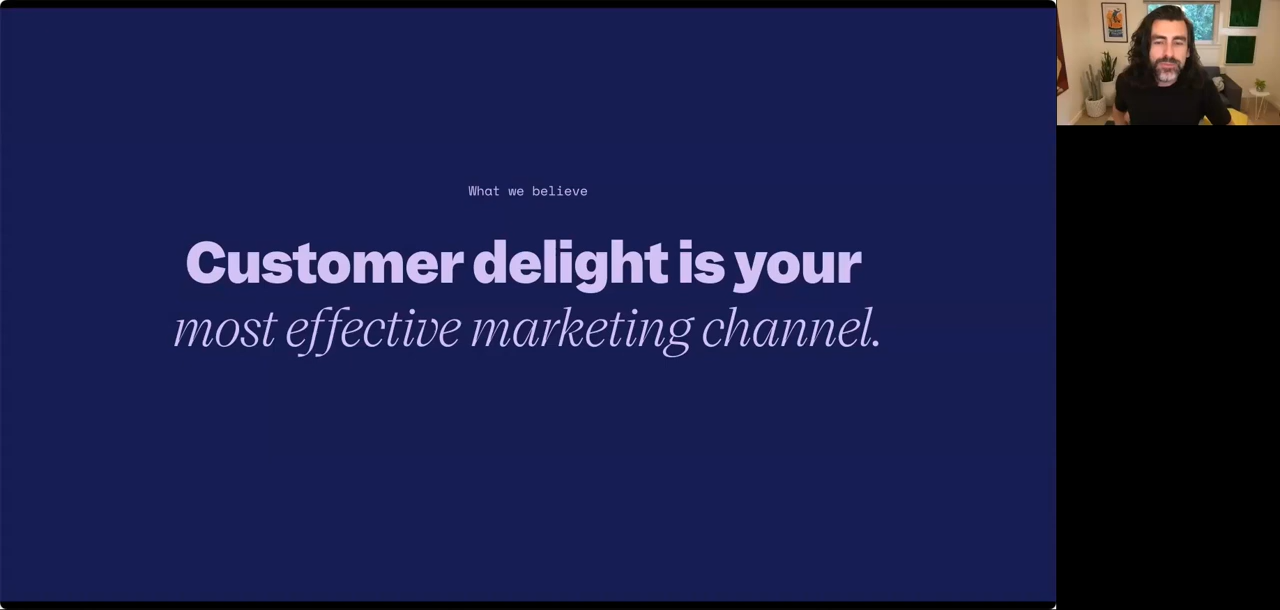 What we believe
Customer delight is your
most effective marketing channel.